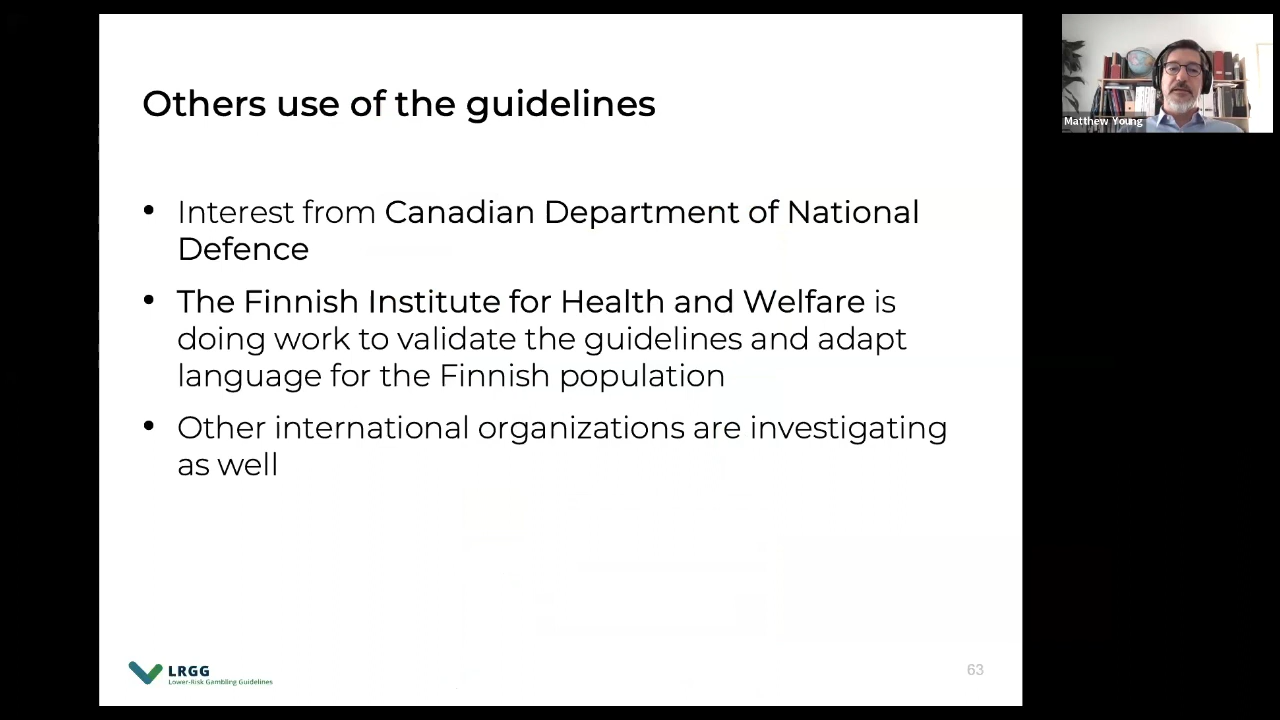 Others use of the guidelines
• Interest from Canadian Department of National
Defence
• The Finnish Institute for Health and Welfare is
doing work to validate the guidelines and adapt
language for the Finnish population
• Other international organizations are investigating
as well
LRGG
Lower-Risk Gambling Guidelines
63
Matthew Young